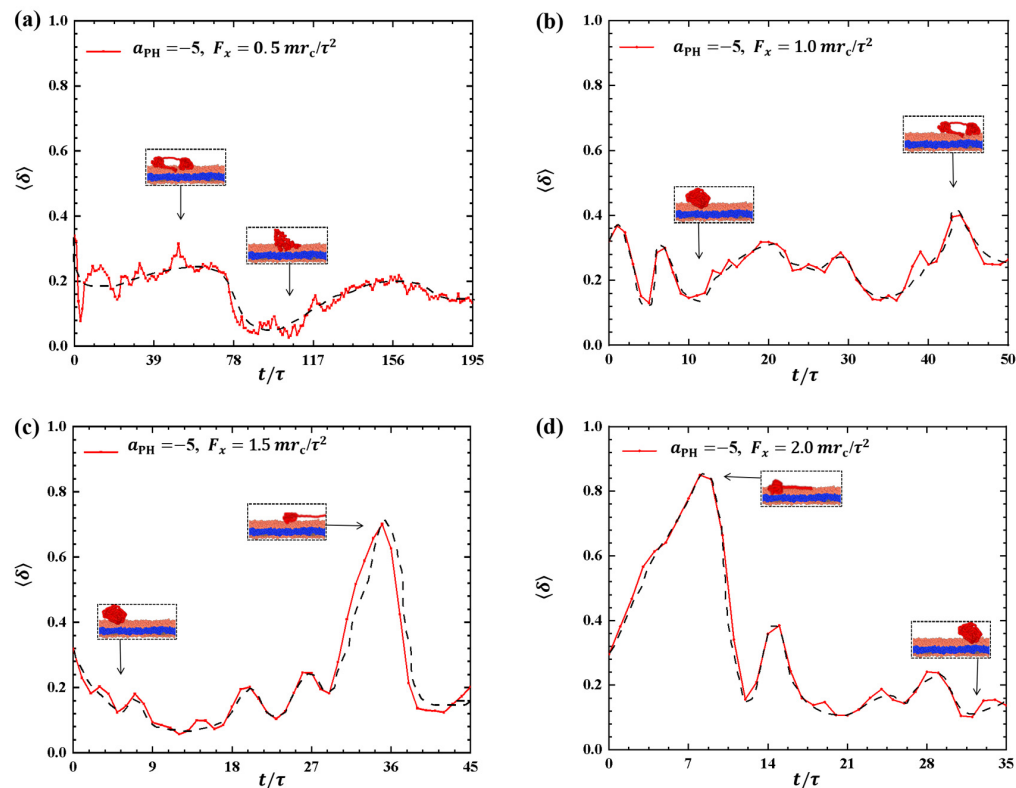 (a)
a_PH =−5, F_x = 0.5 mr_c/τ²
⟨δ⟩
1.0
0.8
0.6
0.4
0.2
0.0
0 39 78 117 156 195
t/τ
(b)
a_PH =−5, F_x = 1.0 mr_c/τ²
⟨δ⟩
1.0
0.8
0.6
0.4
0.2
0.0
0 10 20 30 40 50
t/τ
(c)
a_PH =−5, F_x = 1.5 mr_c/τ²
⟨δ⟩
1.0
0.8
0.6
0.4
0.2
0.0
0 9 18 27 36 45
t/τ
(d)
a_PH =−5, F_x = 2.0 mr_c/τ²
⟨δ⟩
1.0
0.8
0.6
0.4
0.2
0.0
0 7 14 21 28 35
t/τ